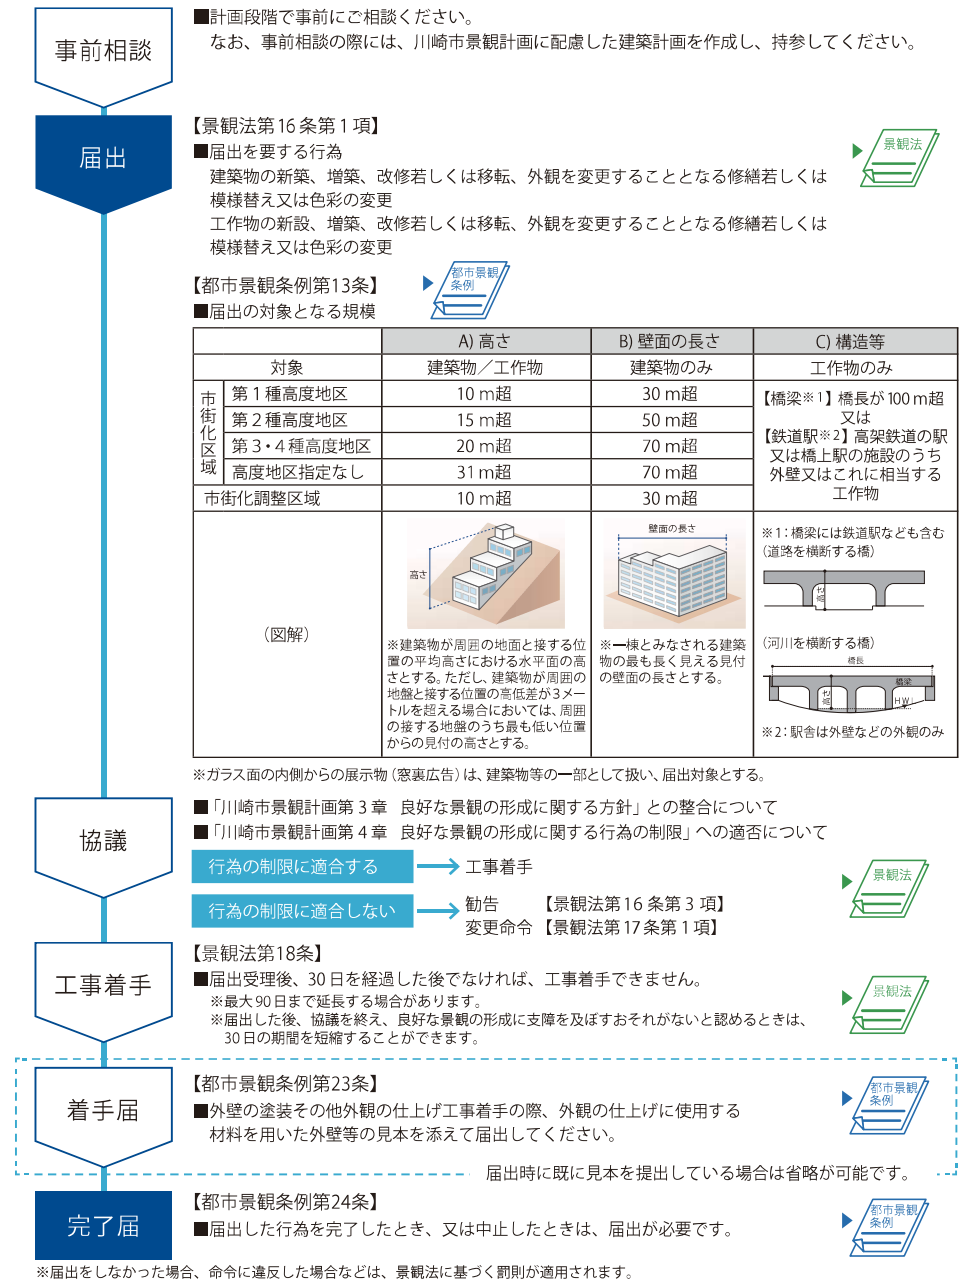 事前相談
■計画段階で事前にご相談ください。
なお、事前相談の際には、川崎市景観計画に配慮した建築計画を作成し、持参してください。
届出
【景観法第16条第1項】
■届出を要する行為
建築物の新築、増築、改修若しくは移転、外観を変更することとなる修繕若しくは
模様替え又は色彩の変更
工作物の新設、増築、改修若しくは移転、外観を変更することとなる修繕若しくは
模様替え又は色彩の変更
景観法
【都市景観条例第13条】
都市景観
条例
■届出の対象となる規模
A) 高さ B) 壁面の長さ C) 構造等
対象 建築物／工作物 建築物のみ 工作物のみ
市街化区域
第1種高度地区 10 m超 30 m超
第2種高度地区 15 m超 50 m超
第3・4種高度地区 20 m超 70 m超
高度地区指定なし 31 m超 70 m超
市街化調整区域 10 m超 30 m超
【橋梁※1】橋長が100 m超
又は
【鉄道駅※2】高架鉄道の駅
又は橋上駅の施設のうち
外壁又はこれに相当する
工作物
（図解）
高さ
※建築物が周囲の地面と接する位
置の平均高さにおける水平面の高
さとする。ただし、建築物が周囲の
地盤と接する位置の高低差が3メー
トルを超える場合においては、周囲
の接する地盤のうち最も低い位置
からの見付の高さとする。
壁面の長さ
※一棟とみなされる建築
物の最も長く見える見付
の壁面の長さとする。
※1：橋梁には鉄道駅なども含む
（道路を横断する橋）
高さ
（河川を横断する橋）
橋長
橋梁
高さ
H.W.L
※2：駅舎は外壁などの外観のみ
※ガラス面の内側からの展示物（窓裏広告）は、建築物等の一部として扱い、届出対象とする。
協議
■「川崎市景観計画第3章　良好な景観の形成に関する方針」との整合について
■「川崎市景観計画第4章　良好な景観の形成に関する行為の制限」への適否について
行為の制限に適合する
工事着手
行為の制限に適合しない
勧告　【景観法第16条第3項】
変更命令【景観法第17条第1項】
景観法
工事着手
【景観法第18条】
■届出受理後、30日を経過した後でなければ、工事着手できません。
※最大90日まで延長する場合があります。
※届出した後、協議を終え、良好な景観の形成に支障を及ぼすおそれがないと認めるときは、
30日の期間を短縮することができます。
景観法
着手届
【都市景観条例第23条】
■外壁の塗装その他外観の仕上げ工事着手の際、外観の仕上げに使用する
材料を用いた外壁等の見本を添えて届出してください。
都市景観
条例
届出時に既に見本を提出している場合は省略が可能です。
完了届
【都市景観条例第24条】
■届出した行為を完了したとき、又は中止したときは、届出が必要です。
都市景観
条例
※届出をしなかった場合、命令に違反した場合などは、景観法に基づく罰則が適用されます。